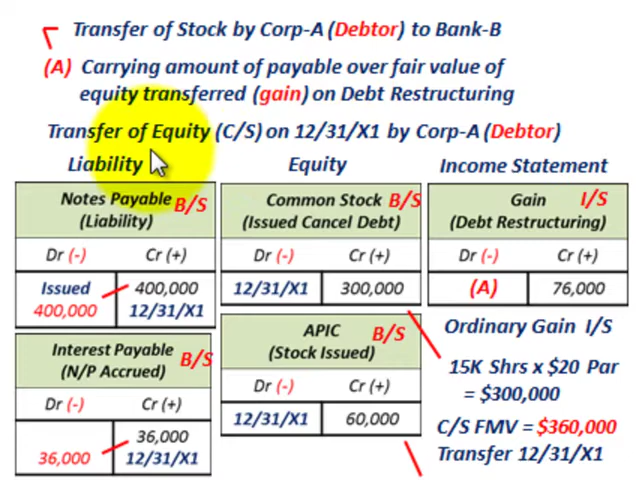 Transfer of Stock by Corp-A (Debtor) to Bank-B
(A) Carrying amount of payable over fair value of
equity transferred (gain) on Debt Restructuring
Transfer of Equity (C/S) on 12/31/X1 by Corp-A (Debtor)
Liability
Equity
Income Statement
Notes Payable B/S
(Liability)
Dr (-) Cr (+)
Issued 400,000
400,000 12/31/X1
Interest Payable B/S
(N/P Accrued)
Dr (-) Cr (+)
36,000
36,000 12/31/X1
Common Stock B/S
(Issued Cancel Debt)
Dr (-) Cr (+)
12/31/X1 300,000
APIC B/S
(Stock Issued)
Dr (-) Cr (+)
12/31/X1 60,000
Gain I/S
(Debt Restructuring)
Dr (-) Cr (+)
(A) 76,000
Ordinary Gain I/S
15K Shrs x $20 Par
= $300,000
C/S FMV = $360,000
Transfer 12/31/X1